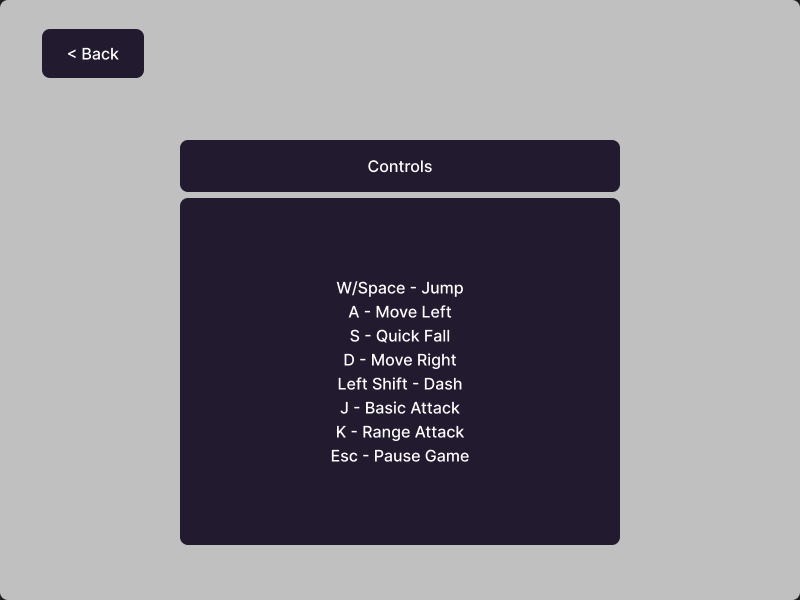 < Back
Controls
W/Space - Jump
A - Move Left
S - Quick Fall
D - Move Right
Left Shift - Dash
J - Basic Attack
K - Range Attack
Esc - Pause Game